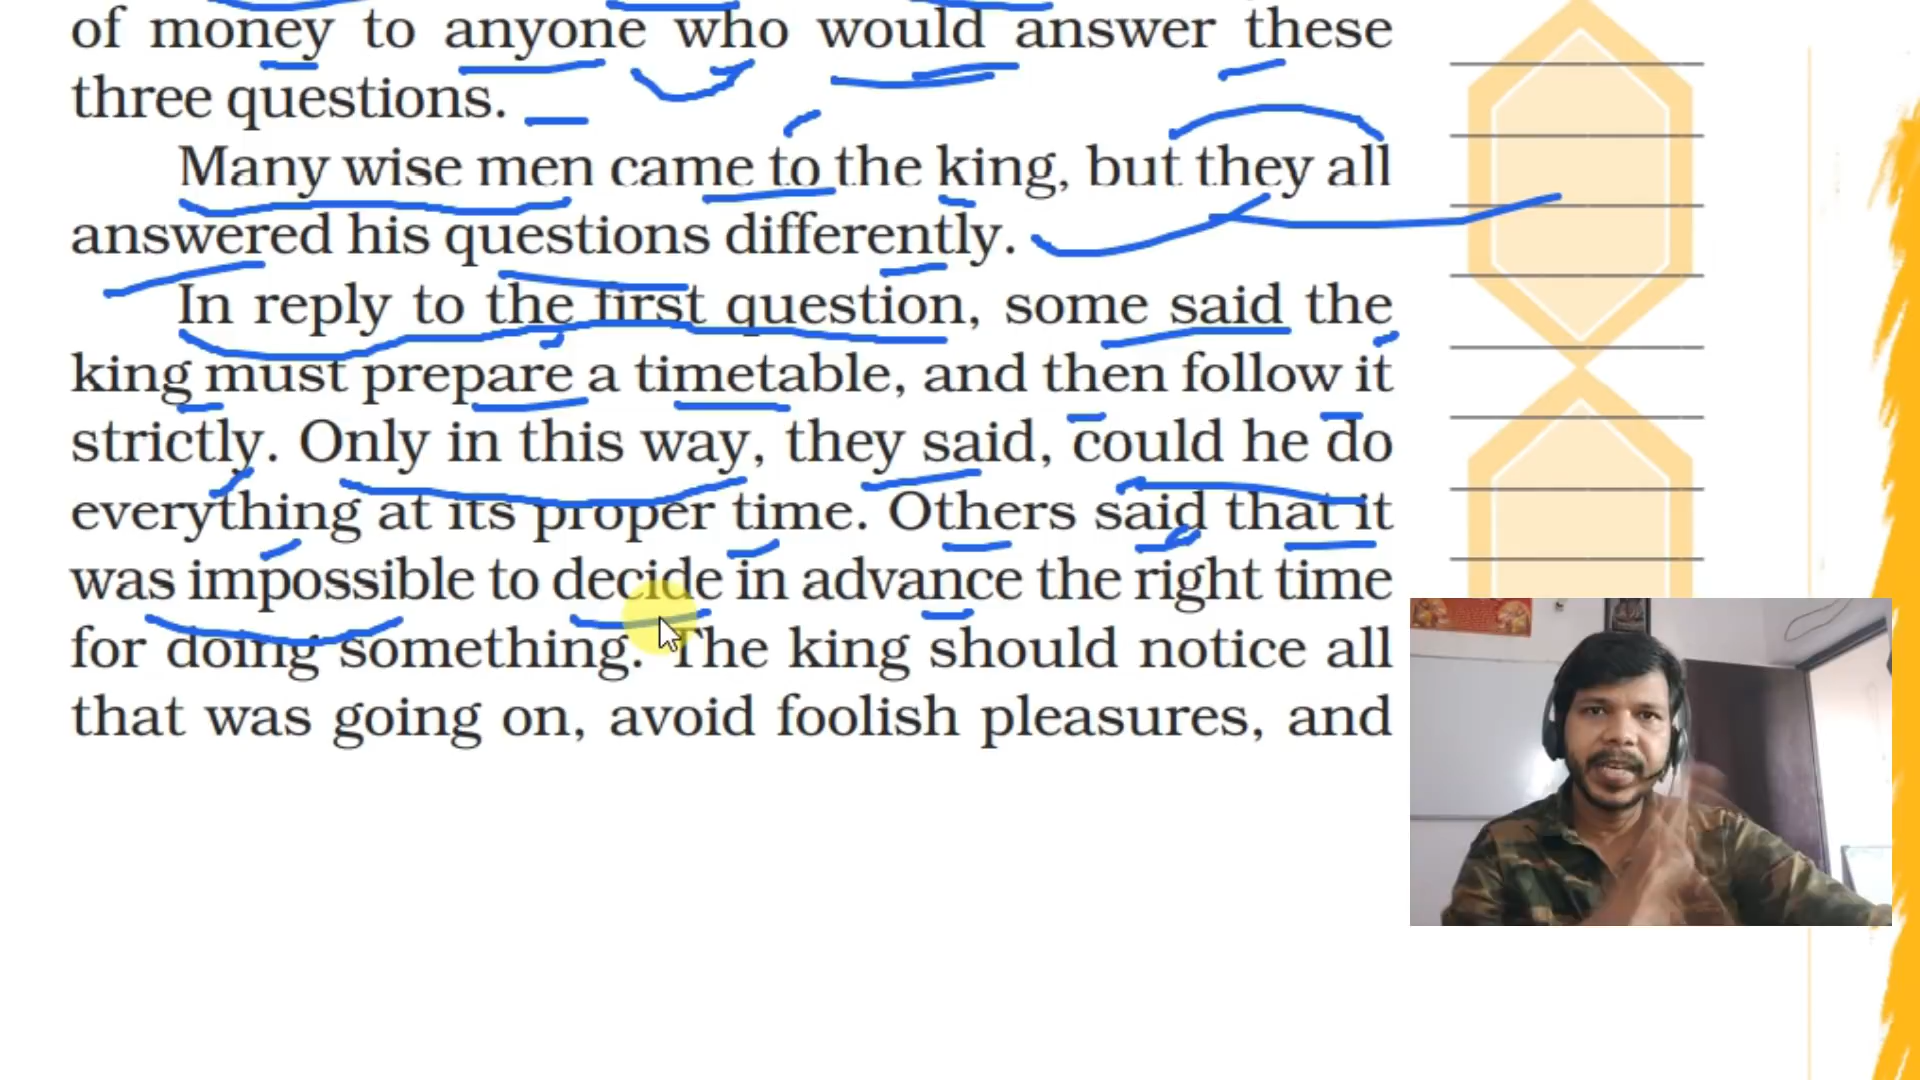 of money to anyone who would answer these
three questions.
Many wise men came to the king, but they all
answered his questions differently.
In reply to the first question, some said the
king must prepare a timetable, and then follow it
strictly. Only in this way, they said, could he do
everything at its proper time. Others said that it
was impossible to decide in advance the right time
for doing something. The king should notice all
that was going on, avoid foolish pleasures, and